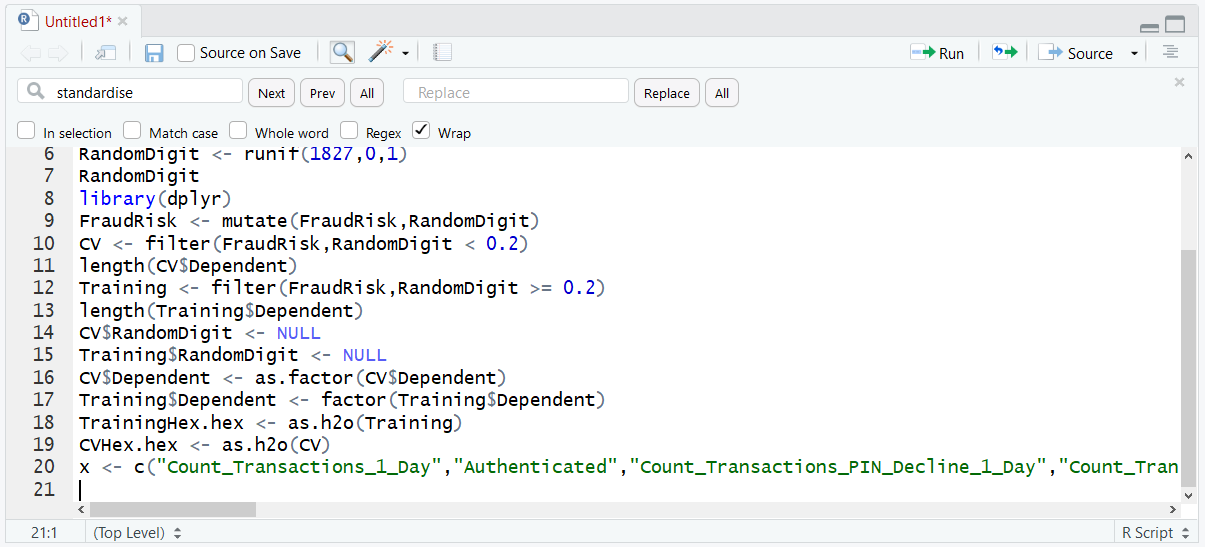 Untitled1*
Source on Save
Run
Source
standardise
Next
Prev
All
Replace
Replace
All
In selection
Match case
Whole word
Regex
Wrap
6 RandomDigit <- runif(1827,0,1)
7 RandomDigit
8 library(dplyr)
9 FraudRisk <- mutate(FraudRisk,RandomDigit)
10 CV <- filter(FraudRisk,RandomDigit < 0.2)
11 length(CV$Dependent)
12 Training <- filter(FraudRisk,RandomDigit >= 0.2)
13 length(Training$Dependent)
14 CV$RandomDigit <- NULL
15 Training$RandomDigit <- NULL
16 CV$Dependent <- as.factor(CV$Dependent)
17 Training$Dependent <- factor(Training$Dependent)
18 TrainingHex.hex <- as.h2o(Training)
19 CVHex.hex <- as.h2o(CV)
20 x <- c("Count_Transactions_1_Day","Authenticated","Count_Transactions_PIN_Decline_1_Day","Count_Tran
21
21:1
(Top Level)
R Script